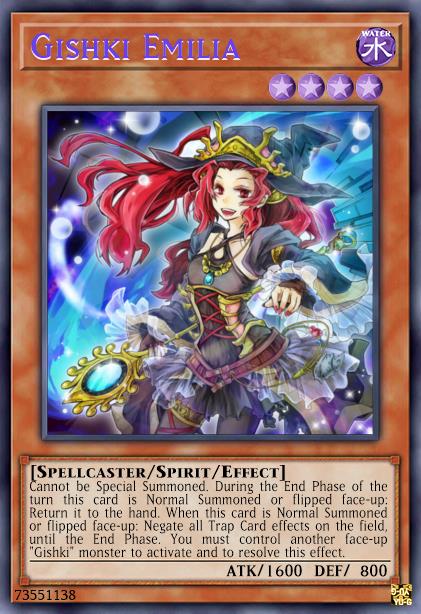 Gishki Emilia
WATER
水
[Spellcaster/Spirit/Effect]
Cannot be Special Summoned. During the End Phase of the
turn this card is Normal Summoned or flipped face-up:
Return it to the hand. When this card is Normal Summoned
or flipped face-up: Negate all Trap Card effects on the field,
until the End Phase. You must control another face-up
"Gishki" monster to activate and to resolve this effect.
ATK/1600 DEF/ 800
73551138